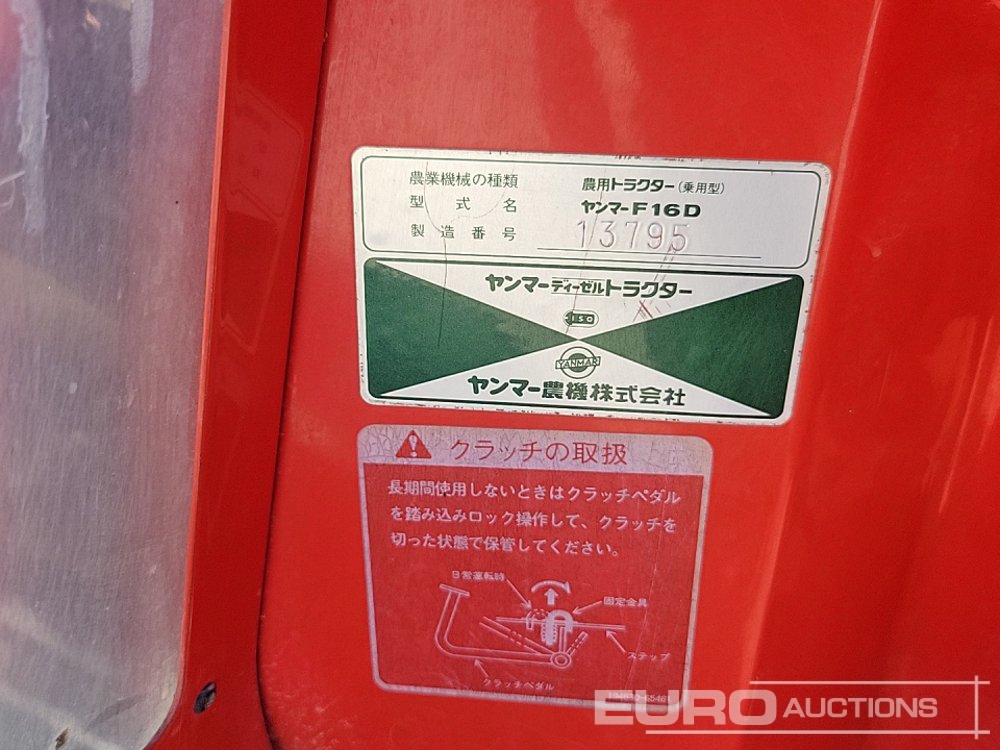 農業機械の種類 農用トラクター(乗用型)
型式名 ヤンマーF16D
製造番号 13795
ヤンマーディーゼルトラクター
ISO
YANMAR
ヤンマー農機株式会社
クラッチの取扱
長期間使用しないときはクラッチペダル
を踏み込みロック操作して、クラッチを
切った状態で保管してください。
日常運転時
固定金具
ステップ
クラッチペダル
EURO AUCTIONS